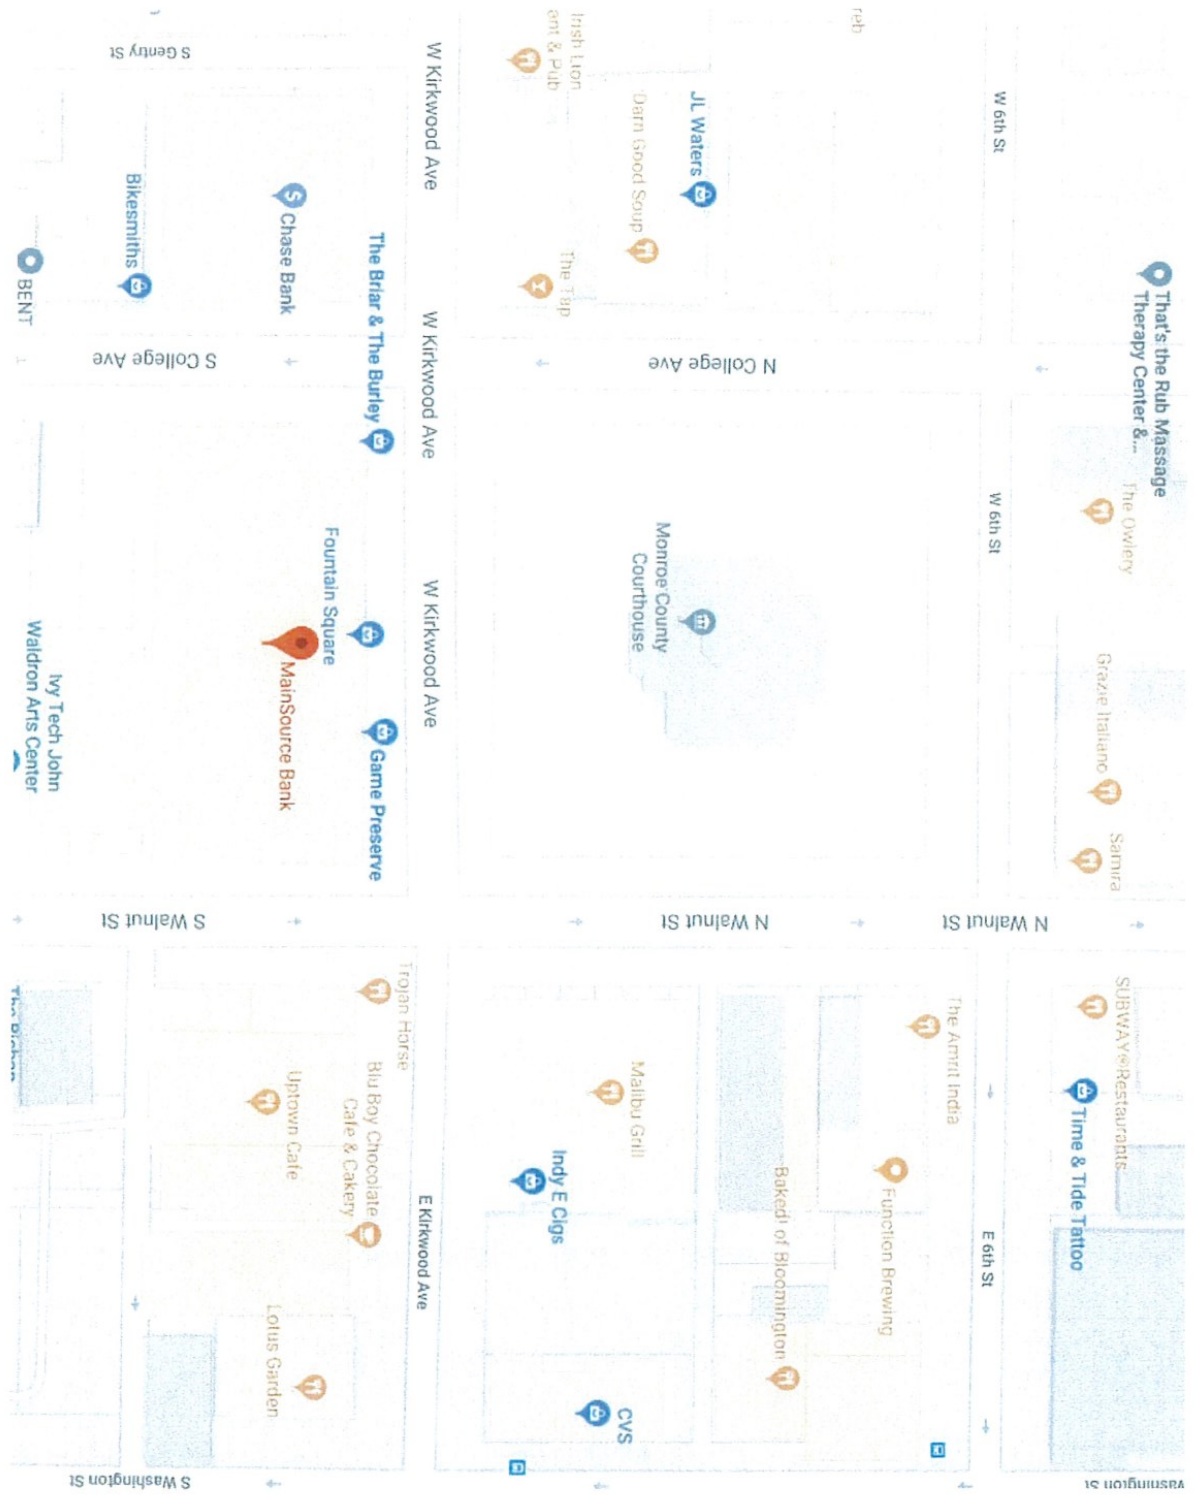 That's the Rub Massage
Therapy Center &...
The Owlery
Grazie Italiano
Samira
SUBWAY®Restaurants
Time & Tide Tattoo
W 6th St
W 6th St
E 6th St
N Walnut St
The Amrit India
Function Brewing
Baked! of Bloomington
JL Waters
Darn Good Soup
N College Ave
Monroe County
Courthouse
N Walnut St
Malibu Grill
CVS
Irish Lion
ant & Pub
The Tap
Indy E Cigs
W Kirkwood Ave
W Kirkwood Ave
W Kirkwood Ave
E Kirkwood Ave
The Briar & The Burley
Game Preserve
Trojan Horse
Blu Boy Chocolate
Cafe & Cakery
Fountain Square
Chase Bank
MainSource Bank
Uptown Cafe
Lotus Garden
S Gentry St
Bikesmiths
S College Ave
S Walnut St
S Washington St
BENT
Ivy Tech John
Waldron Arts Center